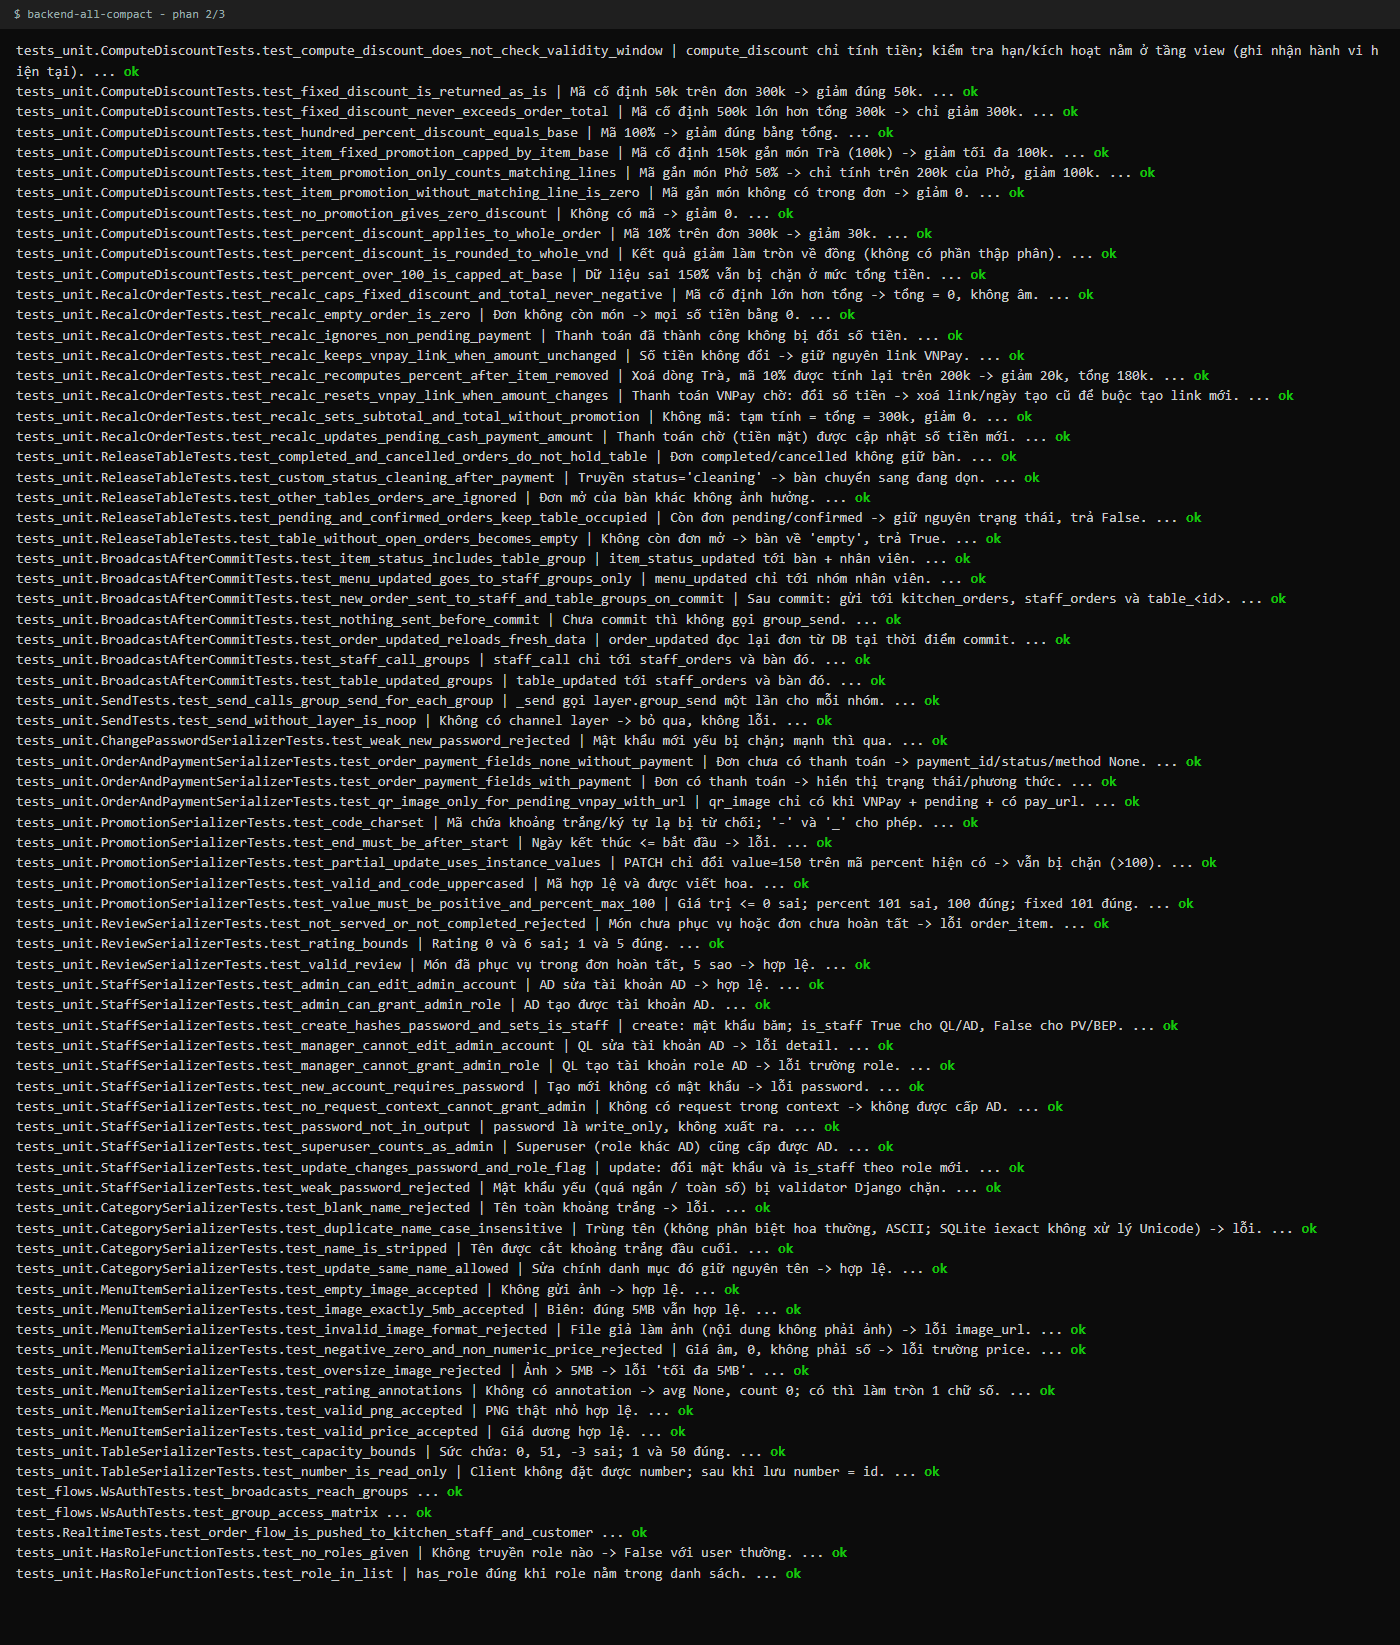 $ backend-all-compact - phan 2/3
tests_unit.ComputeDiscountTests.test_compute_discount_does_not_check_validity_window | compute_discount chỉ tính tiền; kiểm tra hạn/kích hoạt nằm ở tầng view (ghi nhận hành vi h
iện tại). ... ok
tests_unit.ComputeDiscountTests.test_fixed_discount_is_returned_as_is | Mã cố định 50k trên đơn 300k -> giảm đúng 50k. ... ok
tests_unit.ComputeDiscountTests.test_fixed_discount_never_exceeds_order_total | Mã cố định 500k lớn hơn tổng 300k -> chỉ giảm 300k. ... ok
tests_unit.ComputeDiscountTests.test_hundred_percent_discount_equals_base | Mã 100% -> giảm đúng bằng tổng. ... ok
tests_unit.ComputeDiscountTests.test_item_fixed_promotion_capped_by_item_base | Mã cố định 150k gắn món Trà (100k) -> giảm tối đa 100k. ... ok
tests_unit.ComputeDiscountTests.test_item_promotion_only_counts_matching_lines | Mã gắn món Phở 50% -> chỉ tính trên 200k của Phở, giảm 100k. ... ok
tests_unit.ComputeDiscountTests.test_item_promotion_without_matching_line_is_zero | Mã gắn món không có trong đơn -> giảm 0. ... ok
tests_unit.ComputeDiscountTests.test_no_promotion_gives_zero_discount | Không có mã -> giảm 0. ... ok
tests_unit.ComputeDiscountTests.test_percent_discount_applies_to_whole_order | Mã 10% trên đơn 300k -> giảm 30k. ... ok
tests_unit.ComputeDiscountTests.test_percent_discount_is_rounded_to_whole_vnd | Kết quả giảm làm tròn về đồng (không có phần thập phân). ... ok
tests_unit.ComputeDiscountTests.test_percent_over_100_is_capped_at_base | Dữ liệu sai 150% vẫn bị chặn ở mức tổng tiền. ... ok
tests_unit.RecalcOrderTests.test_recalc_caps_fixed_discount_and_total_never_negative | Mã cố định lớn hơn tổng -> tổng = 0, không âm. ... ok
tests_unit.RecalcOrderTests.test_recalc_empty_order_is_zero | Đơn không còn món -> mọi số tiền bằng 0. ... ok
tests_unit.RecalcOrderTests.test_recalc_ignores_non_pending_payment | Thanh toán đã thành công không bị đổi số tiền. ... ok
tests_unit.RecalcOrderTests.test_recalc_keeps_vnpay_link_when_amount_unchanged | Số tiền không đổi -> giữ nguyên link VNPay. ... ok
tests_unit.RecalcOrderTests.test_recalc_recomputes_percent_after_item_removed | Xoá dòng Trà, mã 10% được tính lại trên 200k -> giảm 20k, tổng 180k. ... ok
tests_unit.RecalcOrderTests.test_recalc_resets_vnpay_link_when_amount_changes | Thanh toán VNPay chờ: đổi số tiền -> xoá link/ngày tạo cũ để buộc tạo link mới. ... ok
tests_unit.RecalcOrderTests.test_recalc_sets_subtotal_and_total_without_promotion | Không mã: tạm tính = tổng = 300k, giảm 0. ... ok
tests_unit.RecalcOrderTests.test_recalc_updates_pending_cash_payment_amount | Thanh toán chờ (tiền mặt) được cập nhật số tiền mới. ... ok
tests_unit.ReleaseTableTests.test_completed_and_cancelled_orders_do_not_hold_table | Đơn completed/cancelled không giữ bàn. ... ok
tests_unit.ReleaseTableTests.test_custom_status_cleaning_after_payment | Truyền status='cleaning' -> bàn chuyển sang đang dọn. ... ok
tests_unit.ReleaseTableTests.test_other_tables_orders_are_ignored | Đơn mở của bàn khác không ảnh hưởng. ... ok
tests_unit.ReleaseTableTests.test_pending_and_confirmed_orders_keep_table_occupied | Còn đơn pending/confirmed -> giữ nguyên trạng thái, trả False. ... ok
tests_unit.ReleaseTableTests.test_table_without_open_orders_becomes_empty | Không còn đơn mở -> bàn về 'empty', trả True. ... ok
tests_unit.BroadcastAfterCommitTests.test_item_status_includes_table_group | item_status_updated tới bàn + nhân viên. ... ok
tests_unit.BroadcastAfterCommitTests.test_menu_updated_goes_to_staff_groups_only | menu_updated chỉ tới nhóm nhân viên. ... ok
tests_unit.BroadcastAfterCommitTests.test_new_order_sent_to_staff_and_table_groups_on_commit | Sau commit: gửi tới kitchen_orders, staff_orders và table_<id>. ... ok
tests_unit.BroadcastAfterCommitTests.test_nothing_sent_before_commit | Chưa commit thì không gọi group_send. ... ok
tests_unit.BroadcastAfterCommitTests.test_order_updated_reloads_fresh_data | order_updated đọc lại đơn từ DB tại thời điểm commit. ... ok
tests_unit.BroadcastAfterCommitTests.test_staff_call_groups | staff_call chỉ tới staff_orders và bàn đó. ... ok
tests_unit.BroadcastAfterCommitTests.test_table_updated_groups | table_updated tới staff_orders và bàn đó. ... ok
tests_unit.SendTests.test_send_calls_group_send_for_each_group | _send gọi layer.group_send một lần cho mỗi nhóm. ... ok
tests_unit.SendTests.test_send_without_layer_is_noop | Không có channel layer -> bỏ qua, không lỗi. ... ok
tests_unit.ChangePasswordSerializerTests.test_weak_new_password_rejected | Mật khẩu mới yếu bị chặn; mạnh thì qua. ... ok
tests_unit.OrderAndPaymentSerializerTests.test_order_payment_fields_none_without_payment | Đơn chưa có thanh toán -> payment_id/status/method None. ... ok
tests_unit.OrderAndPaymentSerializerTests.test_order_payment_fields_with_payment | Đơn có thanh toán -> hiển thị trạng thái/phương thức. ... ok
tests_unit.OrderAndPaymentSerializerTests.test_qr_image_only_for_pending_vnpay_with_url | qr_image chỉ có khi VNPay + pending + có pay_url. ... ok
tests_unit.PromotionSerializerTests.test_code_charset | Mã chứa khoảng trắng/ký tự lạ bị từ chối; '-' và '_' cho phép. ... ok
tests_unit.PromotionSerializerTests.test_end_must_be_after_start | Ngày kết thúc <= bắt đầu -> lỗi. ... ok
tests_unit.PromotionSerializerTests.test_partial_update_uses_instance_values | PATCH chỉ đổi value=150 trên mã percent hiện có -> vẫn bị chặn (>100). ... ok
tests_unit.PromotionSerializerTests.test_valid_and_code_uppercased | Mã hợp lệ và được viết hoa. ... ok
tests_unit.PromotionSerializerTests.test_value_must_be_positive_and_percent_max_100 | Giá trị <= 0 sai; percent 101 sai, 100 đúng; fixed 101 đúng. ... ok
tests_unit.ReviewSerializerTests.test_not_served_or_not_completed_rejected | Món chưa phục vụ hoặc đơn chưa hoàn tất -> lỗi order_item. ... ok
tests_unit.ReviewSerializerTests.test_rating_bounds | Rating 0 và 6 sai; 1 và 5 đúng. ... ok
tests_unit.ReviewSerializerTests.test_valid_review | Món đã phục vụ trong đơn hoàn tất, 5 sao -> hợp lệ. ... ok
tests_unit.StaffSerializerTests.test_admin_can_edit_admin_account | AD sửa tài khoản AD -> hợp lệ. ... ok
tests_unit.StaffSerializerTests.test_admin_can_grant_admin_role | AD tạo được tài khoản AD. ... ok
tests_unit.StaffSerializerTests.test_create_hashes_password_and_sets_is_staff | create: mật khẩu băm; is_staff True cho QL/AD, False cho PV/BEP. ... ok
tests_unit.StaffSerializerTests.test_manager_cannot_edit_admin_account | QL sửa tài khoản AD -> lỗi detail. ... ok
tests_unit.StaffSerializerTests.test_manager_cannot_grant_admin_role | QL tạo tài khoản role AD -> lỗi trường role. ... ok
tests_unit.StaffSerializerTests.test_new_account_requires_password | Tạo mới không có mật khẩu -> lỗi password. ... ok
tests_unit.StaffSerializerTests.test_no_request_context_cannot_grant_admin | Không có request trong context -> không được cấp AD. ... ok
tests_unit.StaffSerializerTests.test_password_not_in_output | password là write_only, không xuất ra. ... ok
tests_unit.StaffSerializerTests.test_superuser_counts_as_admin | Superuser (role khác AD) cũng cấp được AD. ... ok
tests_unit.StaffSerializerTests.test_update_changes_password_and_role_flag | update: đổi mật khẩu và is_staff theo role mới. ... ok
tests_unit.StaffSerializerTests.test_weak_password_rejected | Mật khẩu yếu (quá ngắn / toàn số) bị validator Django chặn. ... ok
tests_unit.CategorySerializerTests.test_blank_name_rejected | Tên toàn khoảng trắng -> lỗi. ... ok
tests_unit.CategorySerializerTests.test_duplicate_name_case_insensitive | Trùng tên (không phân biệt hoa thường, ASCII; SQLite iexact không xử lý Unicode) -> lỗi. ... ok
tests_unit.CategorySerializerTests.test_name_is_stripped | Tên được cắt khoảng trắng đầu cuối. ... ok
tests_unit.CategorySerializerTests.test_update_same_name_allowed | Sửa chính danh mục đó giữ nguyên tên -> hợp lệ. ... ok
tests_unit.MenuItemSerializerTests.test_empty_image_accepted | Không gửi ảnh -> hợp lệ. ... ok
tests_unit.MenuItemSerializerTests.test_image_exactly_5mb_accepted | Biên: đúng 5MB vẫn hợp lệ. ... ok
tests_unit.MenuItemSerializerTests.test_invalid_image_format_rejected | File giả làm ảnh (nội dung không phải ảnh) -> lỗi image_url. ... ok
tests_unit.MenuItemSerializerTests.test_negative_zero_and_non_numeric_price_rejected | Giá âm, 0, không phải số -> lỗi trường price. ... ok
tests_unit.MenuItemSerializerTests.test_oversize_image_rejected | Ảnh > 5MB -> lỗi 'tối đa 5MB'. ... ok
tests_unit.MenuItemSerializerTests.test_rating_annotations | Không có annotation -> avg None, count 0; có thì làm tròn 1 chữ số. ... ok
tests_unit.MenuItemSerializerTests.test_valid_png_accepted | PNG thật nhỏ hợp lệ. ... ok
tests_unit.MenuItemSerializerTests.test_valid_price_accepted | Giá dương hợp lệ. ... ok
tests_unit.TableSerializerTests.test_capacity_bounds | Sức chứa: 0, 51, -3 sai; 1 và 50 đúng. ... ok
tests_unit.TableSerializerTests.test_number_is_read_only | Client không đặt được number; sau khi lưu number = id. ... ok
test_flows.WsAuthTests.test_broadcasts_reach_groups ... ok
test_flows.WsAuthTests.test_group_access_matrix ... ok
tests.RealtimeTests.test_order_flow_is_pushed_to_kitchen_staff_and_customer ... ok
tests_unit.HasRoleFunctionTests.test_no_roles_given | Không truyền role nào -> False với user thường. ... ok
tests_unit.HasRoleFunctionTests.test_role_in_list | has_role đúng khi role nằm trong danh sách. ... ok